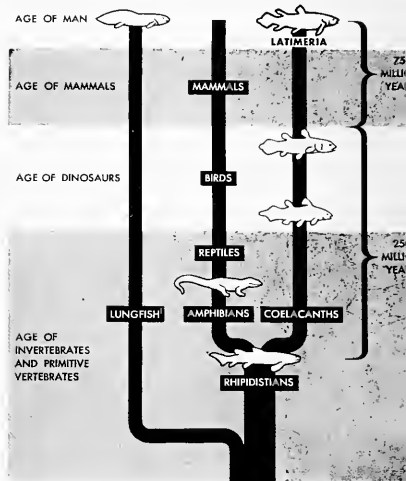 AGE OF MAN
LATIMERIA
75
AGE OF MAMMALS
MAMMALS
AGE OF DINOSAURS
BIRDS
REPTILES
LUNGFISH
AMPHIBIANS
COELACANTHS
AGE OF
INVERTEBRATES
AND PRIMITIVE
VERTEBRATES
RHIPIDISTIANS